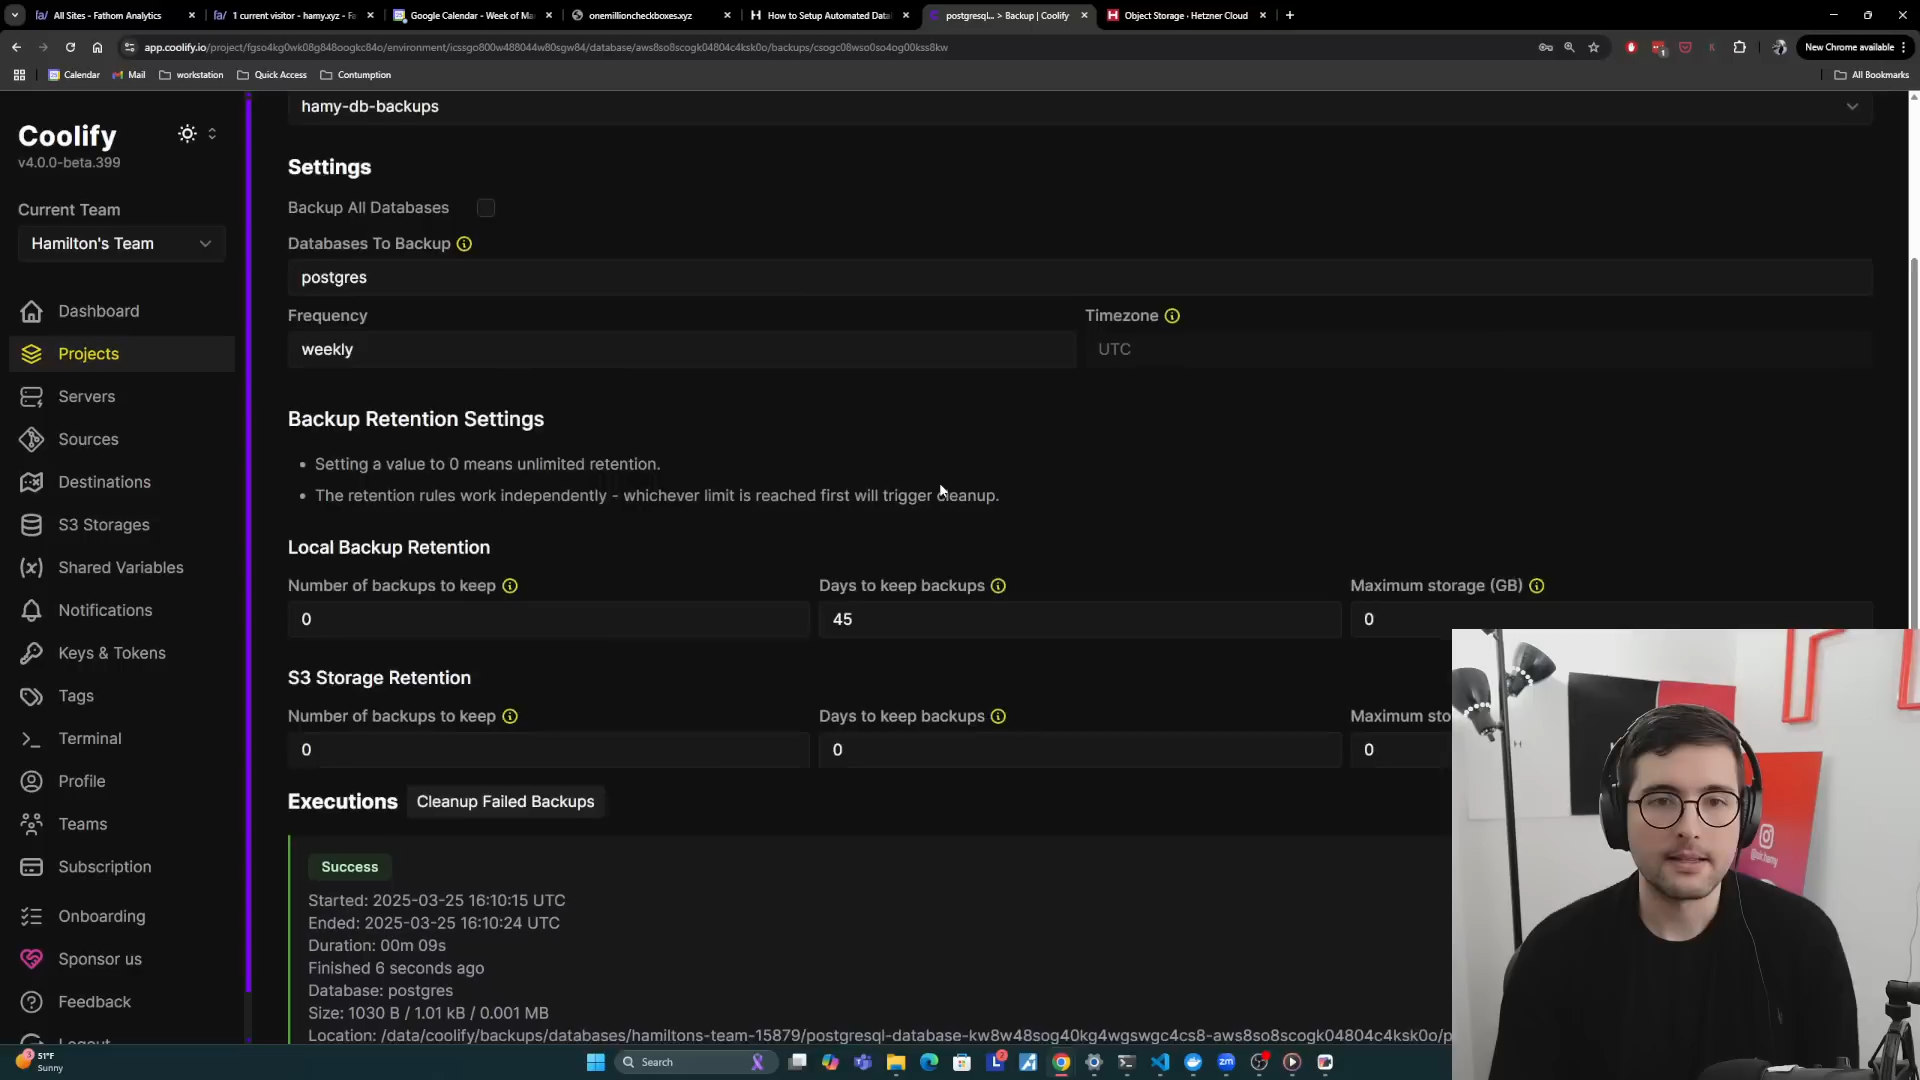 All Sites - Fathom Analytics
1 current visitor - hamy.xyz - Fa
Google Calendar - Week of Ma
onemillioncheckboxes.xyz
How to Setup Automated Data
postgresql... > Backup | Coolify
Object Storage · Hetzner Cloud
app.coolify.io/project/fgso4kg0wk08g848oogkc84o/environment/icssgo800w488044w80sgw84/database/aws8so8scogk04804c4ksk0o/backups/csogc08wso0so4og00kss8kw
New Chrome available
Calendar
Mail
workstation
Quick Access
Contumption
All Bookmarks
Coolify
v4.0.0-beta.399
Current Team
Hamilton's Team
Dashboard
Projects
Servers
Sources
Destinations
S3 Storages
Shared Variables
Notifications
Keys & Tokens
Tags
Terminal
Profile
Teams
Subscription
Onboarding
Sponsor us
Feedback
Logout
hamy-db-backups
Settings
Backup All Databases
Databases To Backup
postgres
Frequency
Timezone
weekly
UTC
Backup Retention Settings
Setting a value to 0 means unlimited retention.
The retention rules work independently - whichever limit is reached first will trigger cleanup.
Local Backup Retention
Number of backups to keep
Days to keep backups
Maximum storage (GB)
0
45
0
S3 Storage Retention
Number of backups to keep
Days to keep backups
Maximum sto
0
0
0
Executions
Cleanup Failed Backups
Success
Started: 2025-03-25 16:10:15 UTC
Ended: 2025-03-25 16:10:24 UTC
Duration: 00m 09s
Finished 6 seconds ago
Database: postgres
Size: 1030 B / 1.01 kB / 0.001 MB
Location: /data/coolify/backups/databases/hamiltons-team-15879/postgresql-database-kw8w48sog40kg4wgswgc4cs8-aws8so8scogk04804c4ksk0o/p
51°F
Sunny
Search